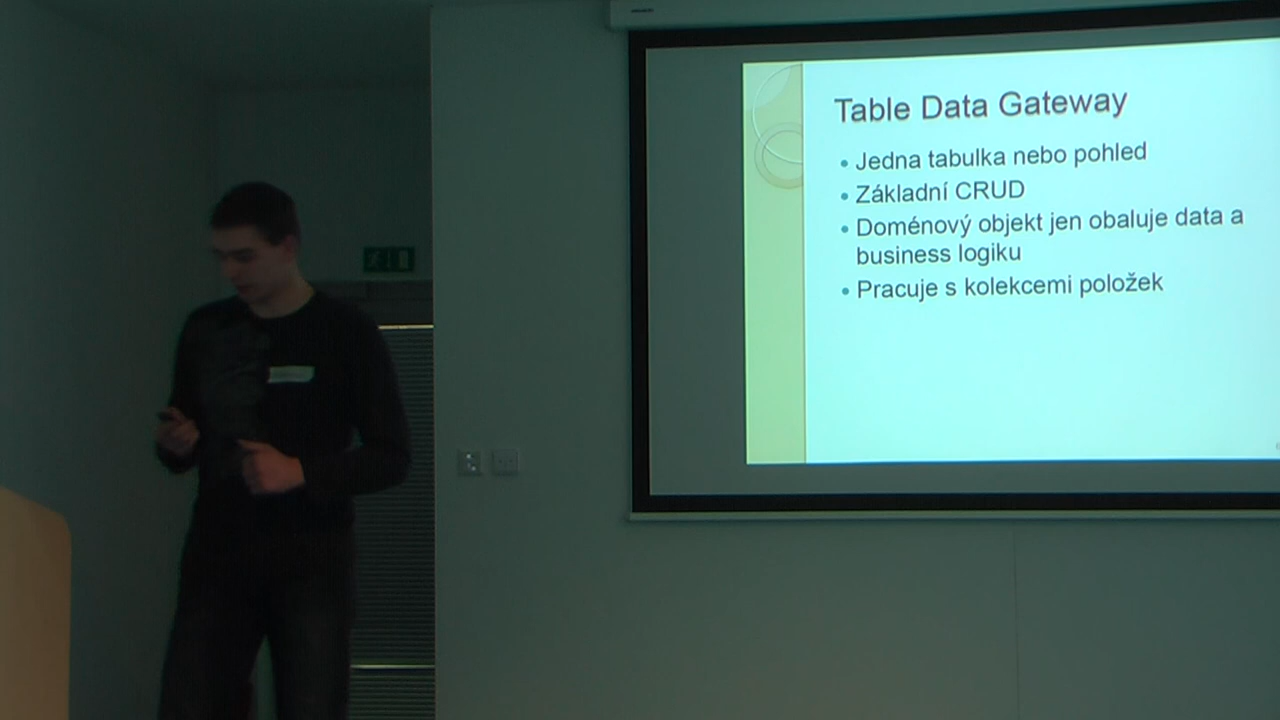 Table Data Gateway
• Jedna tabulka nebo pohled
• Základní CRUD
• Doménový objekt jen obaluje data a
business logiku
• Pracuje s kolekcemi položek